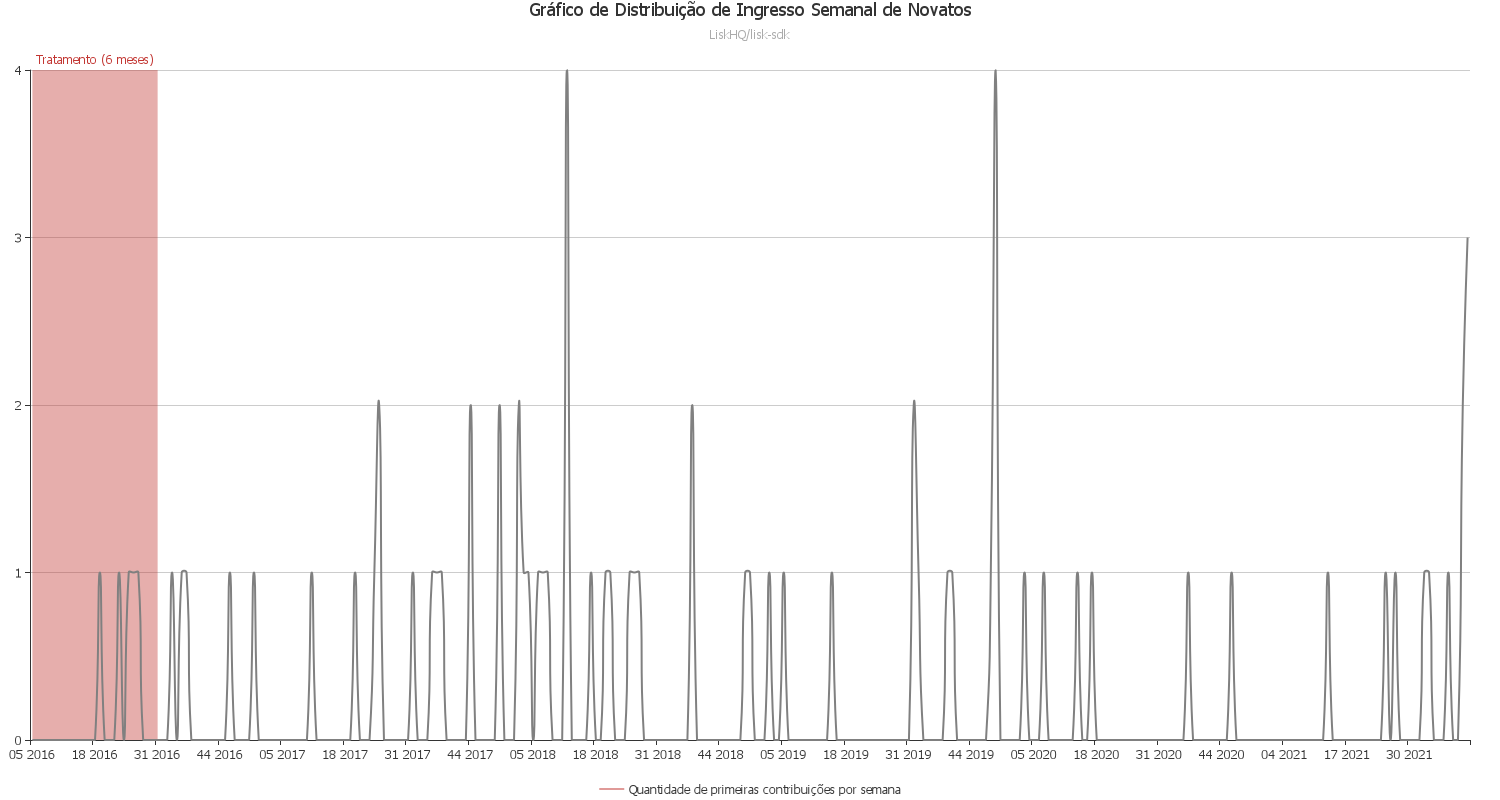 Gráfico de Distribuição de Ingresso Semanal de Novatos
LiskHQ/lisk-sdk
Tratamento (6 meses)
4
3
2
1
0
05 2016 18 2016 31 2016 44 2016 05 2017 18 2017 31 2017 44 2017 05 2018 18 2018 31 2018 44 2018 05 2019 18 2019 31 2019 44 2019 05 2020 18 2020 31 2020 44 2020 04 2021 17 2021 30 2021
Quantidade de primeiras contribuições por semana